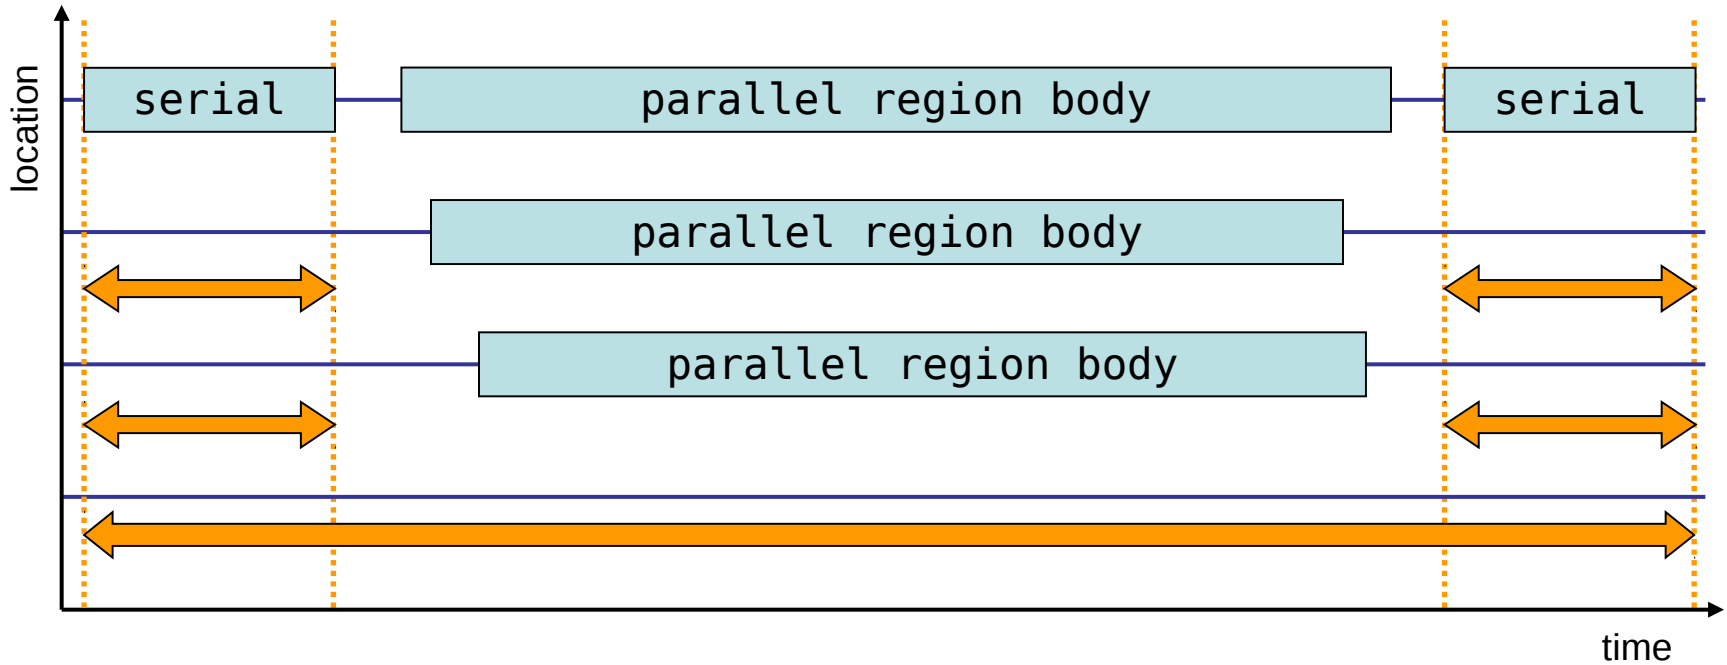 location
serial
parallel region body
serial
parallel region body
parallel region body
time